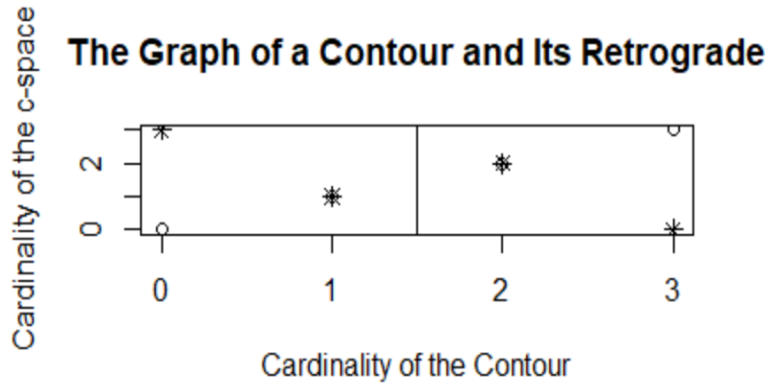 The Graph of a Contour and Its Retrograde
Cardinality of the c-space
2
0
0 1 2 3
Cardinality of the Contour